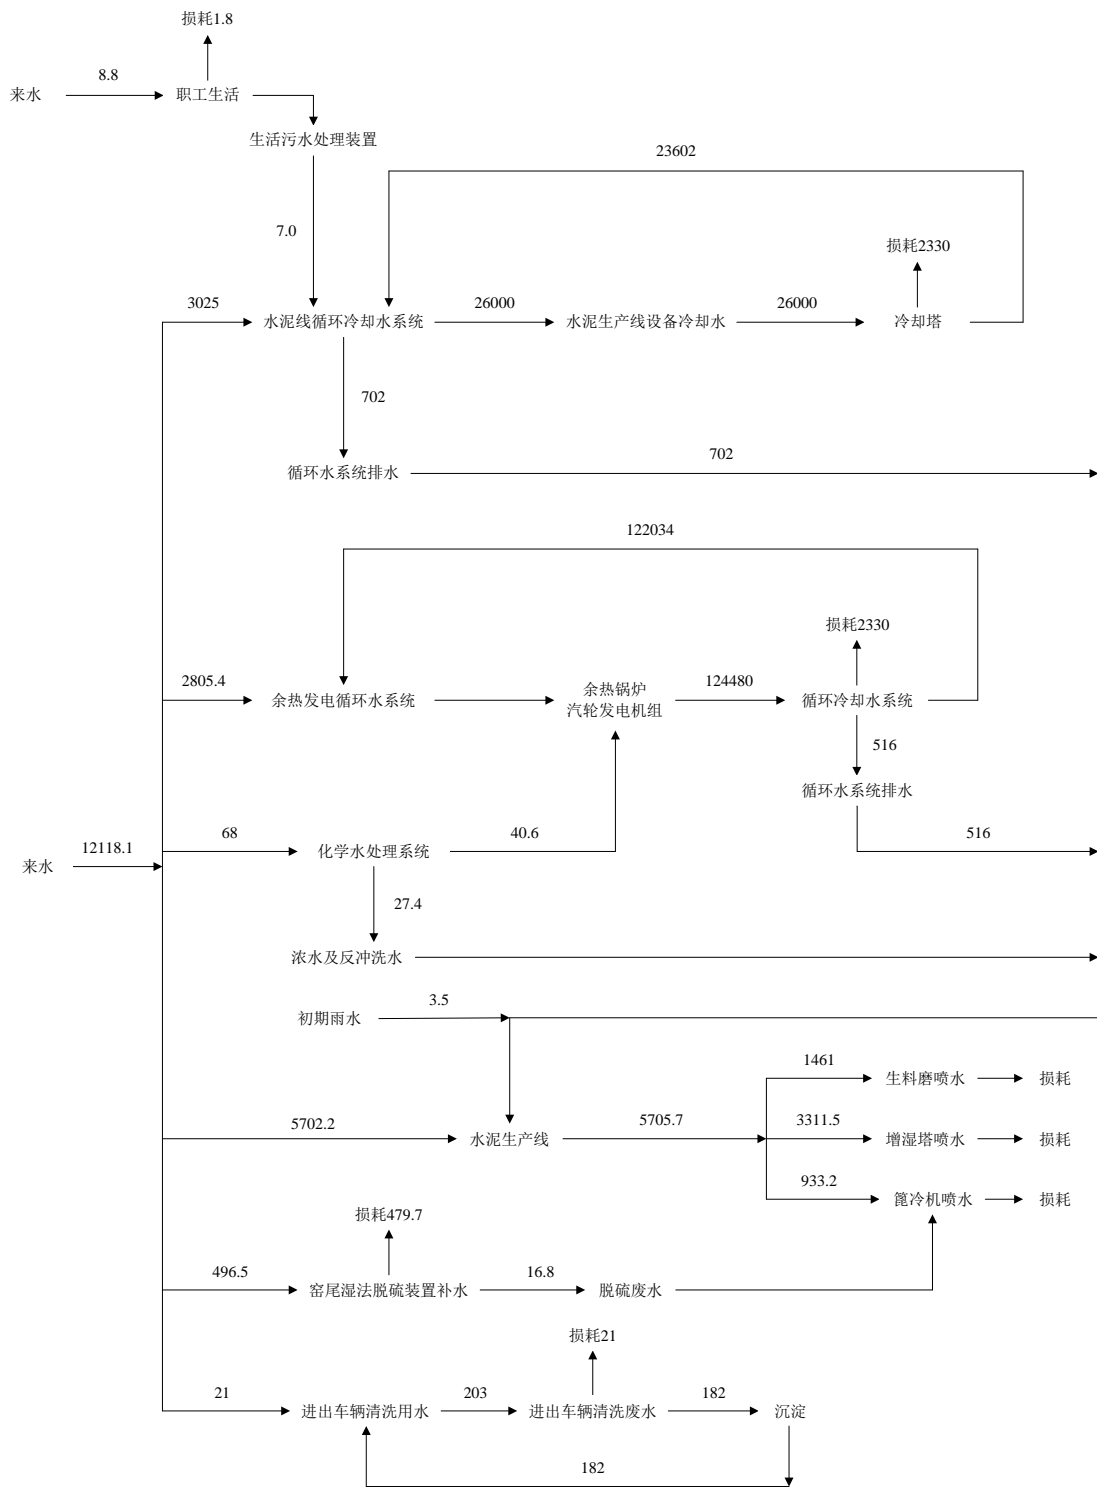 损耗1.8
8.8
来水
职工生活
生活污水处理装置
23602
7.0
损耗2330
3025
水泥线循环冷却水系统
26000
水泥生产线设备冷却水
26000
冷却塔
702
循环水系统排水
702
122034
损耗2330
2805.4
余热发电循环水系统
余热锅炉
汽轮发电机组
124480
循环冷却水系统
516
循环水系统排水
12118.1
来水
68
化学水处理系统
40.6
516
27.4
浓水及反冲洗水
初期雨水
3.5
1461
生料磨喷水
损耗
5702.2
水泥生产线
5705.7
3311.5
增湿塔喷水
损耗
933.2
篦冷机喷水
损耗
损耗479.7
496.5
窑尾湿法脱硫装置补水
16.8
脱硫废水
损耗21
21
进出车辆清洗用水
203
进出车辆清洗废水
182
沉淀
182